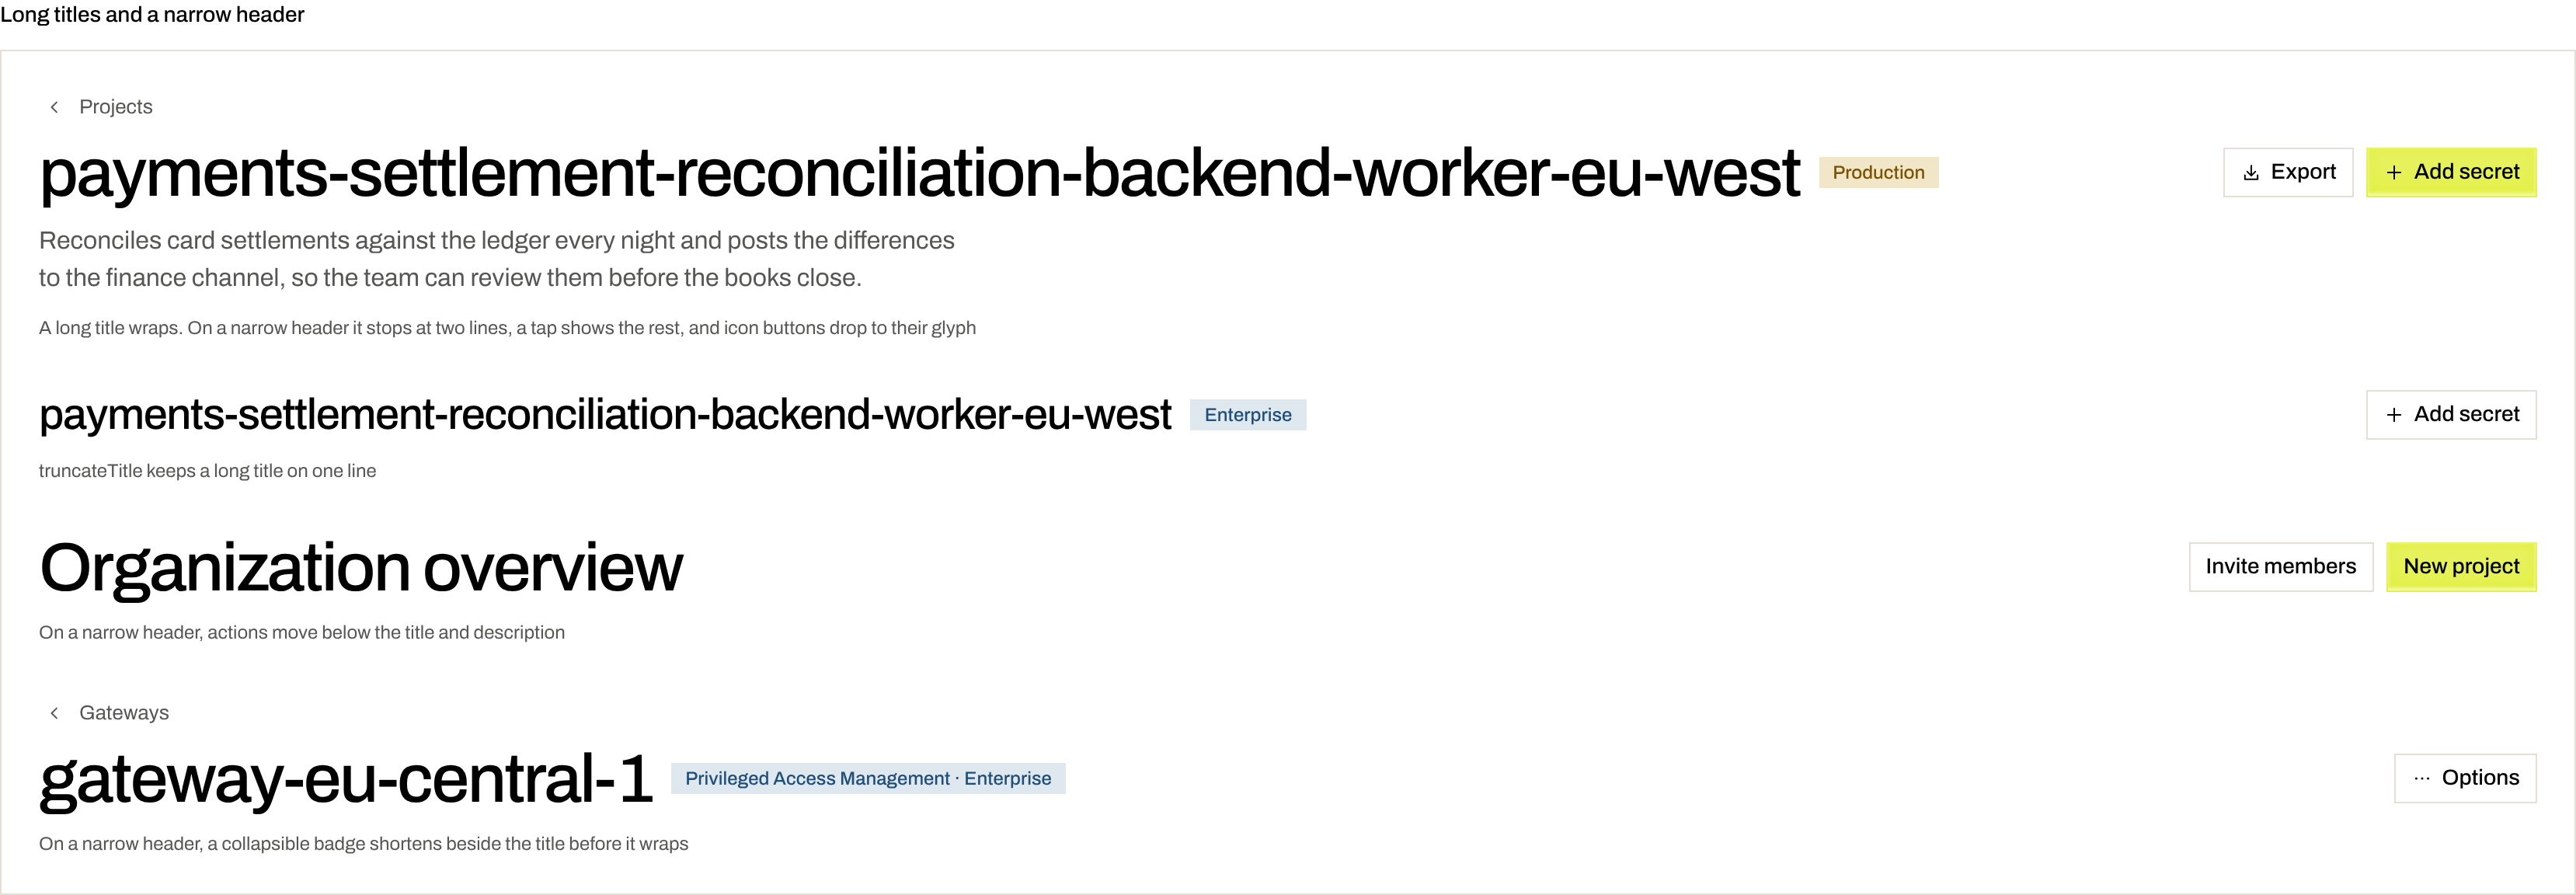 Long titles and a narrow header
Projects
payments-settlement-reconciliation-backend-worker-eu-west Production Export Add secret
Reconciles card settlements against the ledger every night and posts the differences
to the finance channel, so the team can review them before the books close.
A long title wraps. On a narrow header it stops at two lines, a tap shows the rest, and icon buttons drop to their glyph
payments-settlement-reconciliation-backend-worker-eu-west Enterprise Add secret
truncateTitle keeps a long title on one line
Organization overview Invite members New project
On a narrow header, actions move below the title and description
Gateways
gateway-eu-central-1 Privileged Access Management · Enterprise Options
On a narrow header, a collapsible badge shortens beside the title before it wraps